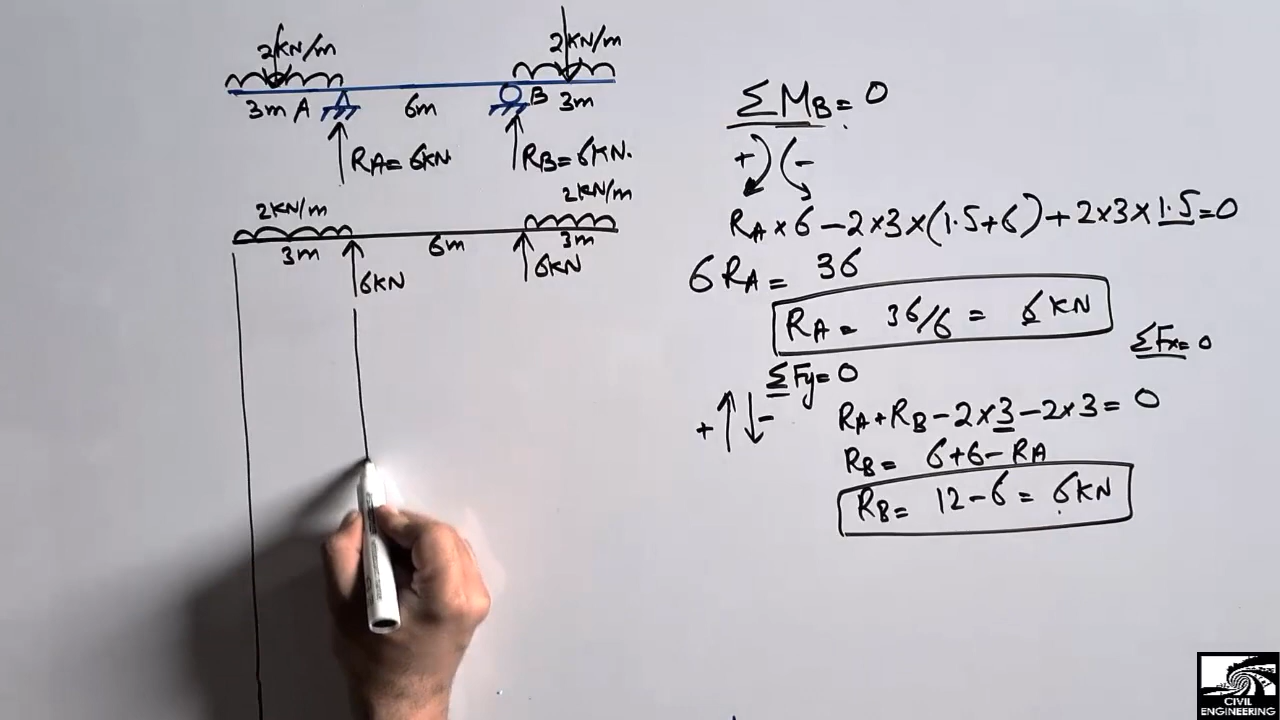 2KN/m 2KN/m
3m A 6m B 3m
RA= 6KN. RB= 6KN.
2KN/m 2KN/m
3m 6m 3m
6KN 6KN
ΣMB= 0
+ -
RA×6-2×3×(1.5+6)+2×3×1.5=0
6RA= 36
RA= 36/6= 6KN
ΣFx=0
ΣFy=0
+ -
RA+RB-2×3-2×3=0
RB= 6+6-RA
RB= 12-6= 6KN
CIVIL
ENGINEERING